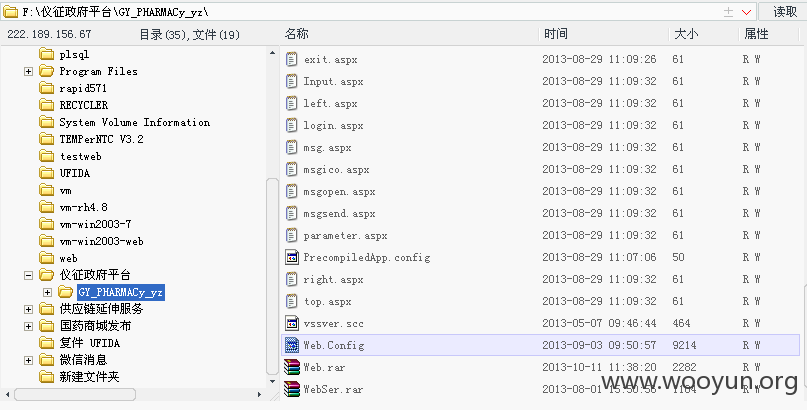 F:\仪征政府平台\GY_PHARMACy_yz\ 读取
222.189.156.67 目录(35),文件(19) 名称 时间 大小 属性
plsql
Program Files
rapid571
RECYCLER
System Volume Information
TEMPerNTC V3.2
testweb
UFIDA
vm
vm-rh4.8
vm-win2003-7
vm-win2003-web
web
仪征政府平台
GY_PHARMACy_yz
供应链延伸服务
国药商城发布
复件 UFIDA
微信消息
新建文件夹
exit.aspx 2013-08-29 11:09:26 61 R W
Input.aspx 2013-08-29 11:09:32 61 R W
left.aspx 2013-08-29 11:09:32 61 R W
login.aspx 2013-08-29 11:09:32 61 R W
msg.aspx 2013-08-29 11:09:32 61 R W
msgico.aspx 2013-08-29 11:09:32 61 R W
msgopen.aspx 2013-08-29 11:09:32 61 R W
msgsend.aspx 2013-08-29 11:09:32 61 R W
parameter.aspx 2013-08-29 11:09:32 61 R W
PrecompiledApp.config 2013-08-29 11:07:06 50 R W
right.aspx 2013-08-29 11:09:32 61 R W
top.aspx 2013-08-29 11:09:32 61 R W
vssver.scc 2013-05-07 09:46:44 464 R W
Web.Config 2013-09-03 09:50:57 9214 R W
Web.rar 2013-10-11 11:38:20 2282 R W
WebSer.rar 2013-08-01 R W
www.wooyun.org